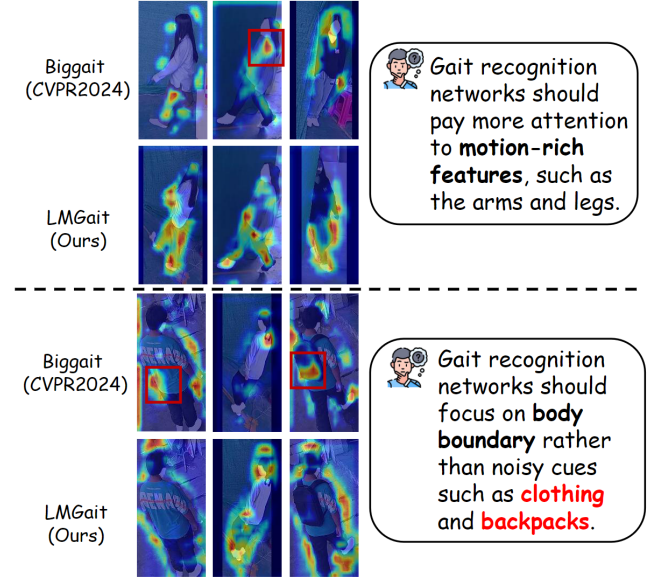 Biggait
(CVPR2024)
Gait recognition
networks should
pay more attention
to motion-rich
features, such as
the arms and legs.
LMGait
(Ours)
Biggait
(CVPR2024)
Gait recognition
networks should
focus on body
boundary rather
than noisy cues
such as clothing
and backpacks.
LMGait
(Ours)